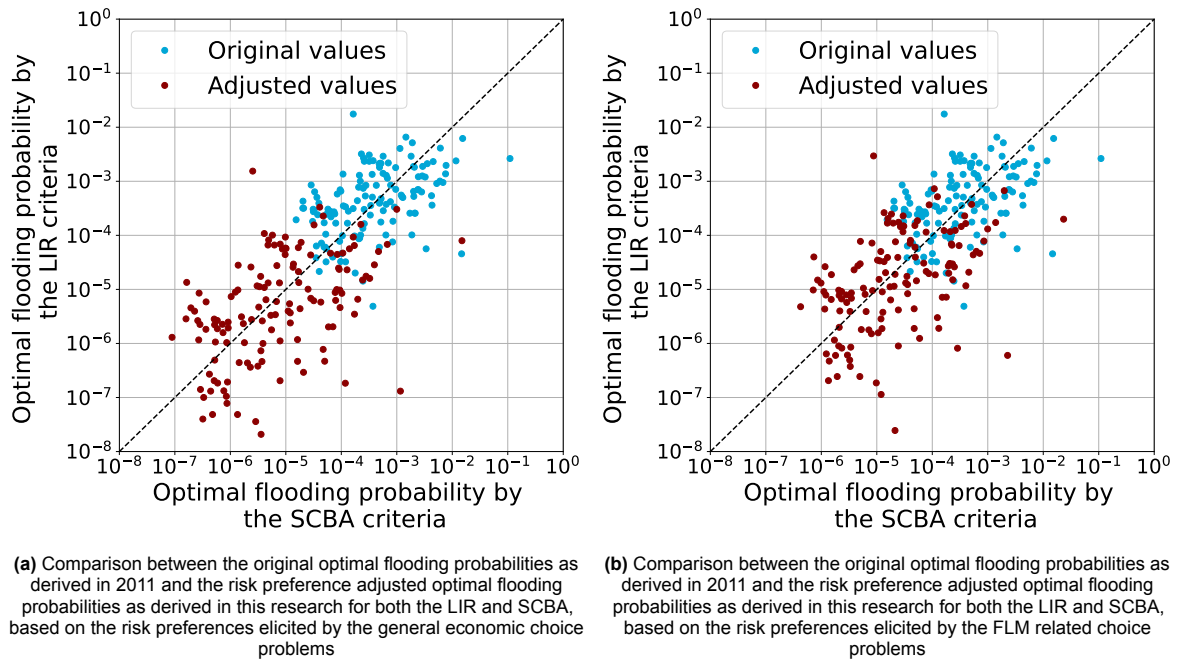 Original values
Adjusted values
10⁰
10⁻¹
10⁻²
10⁻³
10⁻⁴
10⁻⁵
10⁻⁶
10⁻⁷
10⁻⁸
Optimal flooding probability by
the LIR criteria
10⁻⁸ 10⁻⁷ 10⁻⁶ 10⁻⁵ 10⁻⁴ 10⁻³ 10⁻² 10⁻¹ 10⁰
Optimal flooding probability by
the SCBA criteria
(a) Comparison between the original optimal flooding probabilities as
derived in 2011 and the risk preference adjusted optimal flooding
probabilities as derived in this research for both the LIR and SCBA,
based on the risk preferences elicited by the general economic choice
problems
Original values
Adjusted values
10⁰
10⁻¹
10⁻²
10⁻³
10⁻⁴
10⁻⁵
10⁻⁶
10⁻⁷
10⁻⁸
Optimal flooding probability by
the LIR criteria
10⁻⁸ 10⁻⁷ 10⁻⁶ 10⁻⁵ 10⁻⁴ 10⁻³ 10⁻² 10⁻¹ 10⁰
Optimal flooding probability by
the SCBA criteria
(b) Comparison between the original optimal flooding probabilities as
derived in 2011 and the risk preference adjusted optimal flooding
probabilities as derived in this research for both the LIR and SCBA,
based on the risk preferences elicited by the FLM related choice
problems